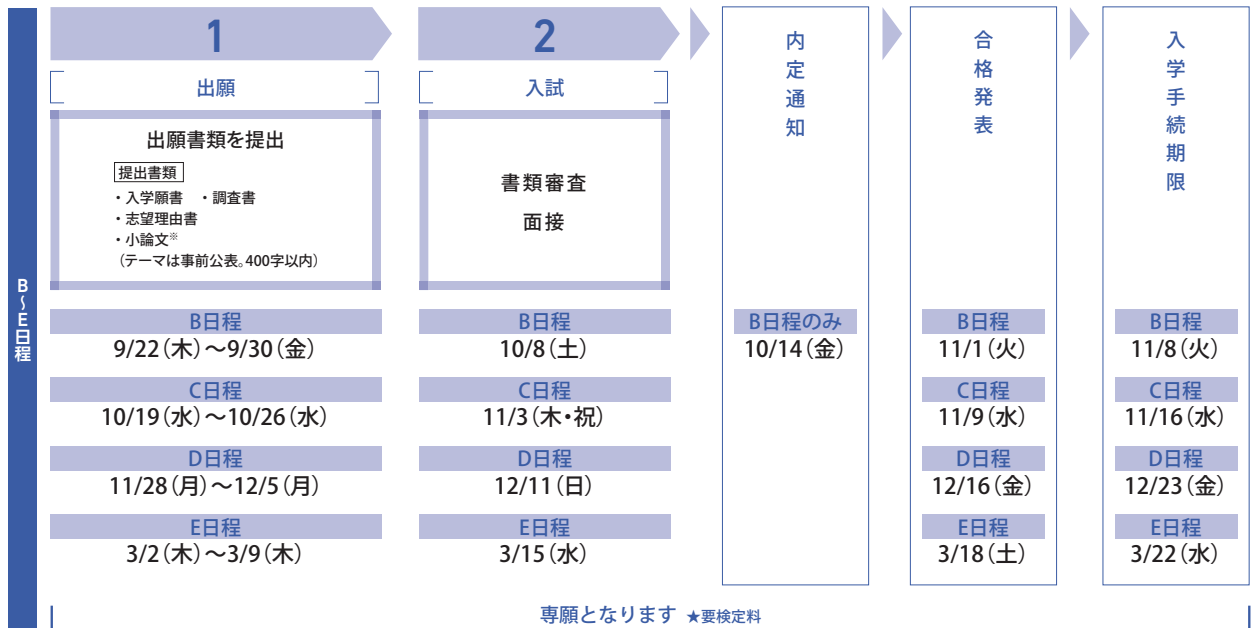 B～E日程
1
出願
出願書類を提出
提出書類
・入学願書 ・調査書
・志望理由書
・小論文※
（テーマは事前公表。400字以内）
B日程
9/22（木）～9/30（金）
C日程
10/19（水）～10/26（水）
D日程
11/28（月）～12/5（月）
E日程
3/2（木）～3/9（木）
2
入試
書類審査
面接
B日程
10/8（土）
C日程
11/3（木・祝）
D日程
12/11（日）
E日程
3/15（水）
内定通知
B日程のみ
10/14（金）
合格発表
B日程
11/1（火）
C日程
11/9（水）
D日程
12/16（金）
E日程
3/18（土）
入学手続期限
B日程
11/8（火）
C日程
11/16（水）
D日程
12/23（金）
E日程
3/22（水）
専願となります ★要検定料